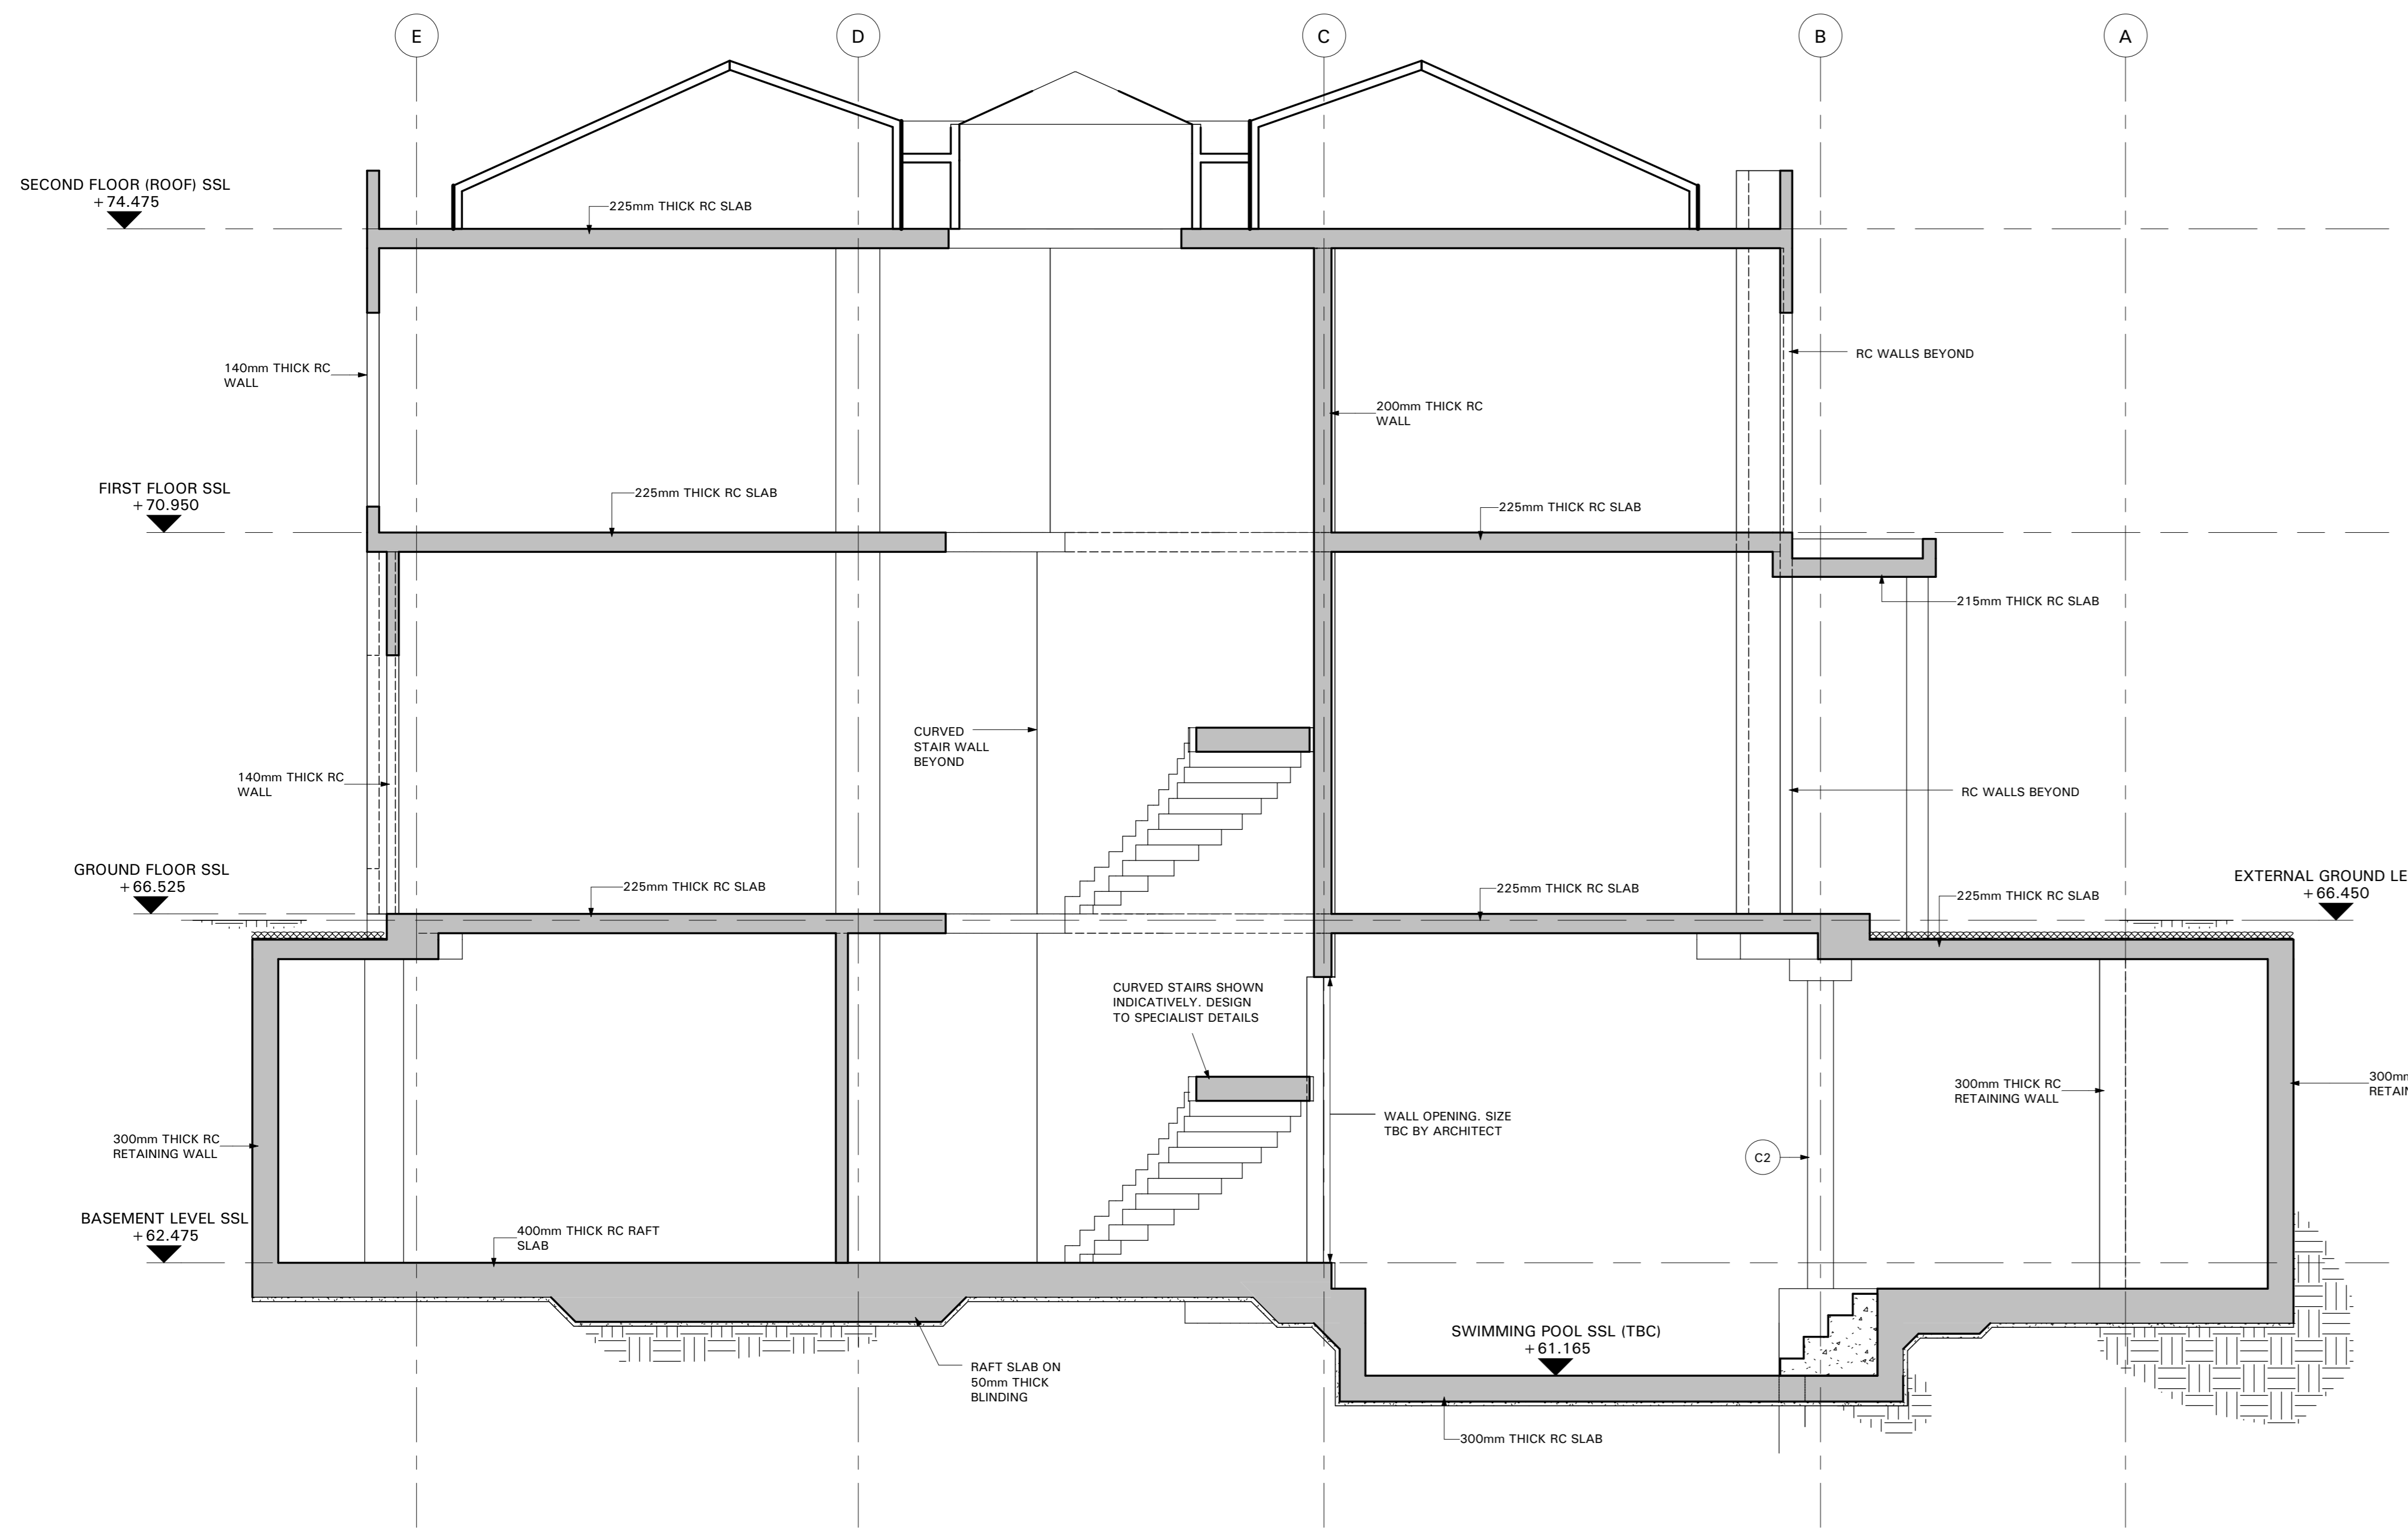 E
D
C
B
A
SECOND FLOOR (ROOF) SSL
+74.475
225mm THICK RC SLAB
140mm THICK RC
WALL
RC WALLS BEYOND
200mm THICK RC
WALL
FIRST FLOOR SSL
+70.950
225mm THICK RC SLAB
225mm THICK RC SLAB
215mm THICK RC SLAB
CURVED
STAIR WALL
BEYOND
140mm THICK RC
WALL
RC WALLS BEYOND
GROUND FLOOR SSL
+66.525
225mm THICK RC SLAB
225mm THICK RC SLAB
225mm THICK RC SLAB
EXTERNAL GROUND LE
+66.450
CURVED STAIRS SHOWN
INDICATIVELY. DESIGN
TO SPECIALIST DETAILS
300mm THICK RC
RETAINING WALL
300mm
RETAIN
WALL OPENING. SIZE
TBC BY ARCHITECT
C2
300mm THICK RC
RETAINING WALL
BASEMENT LEVEL SSL
+62.475
400mm THICK RC RAFT
SLAB
SWIMMING POOL SSL (TBC)
+61.165
RAFT SLAB ON
50mm THICK
BLINDING
300mm THICK RC SLAB